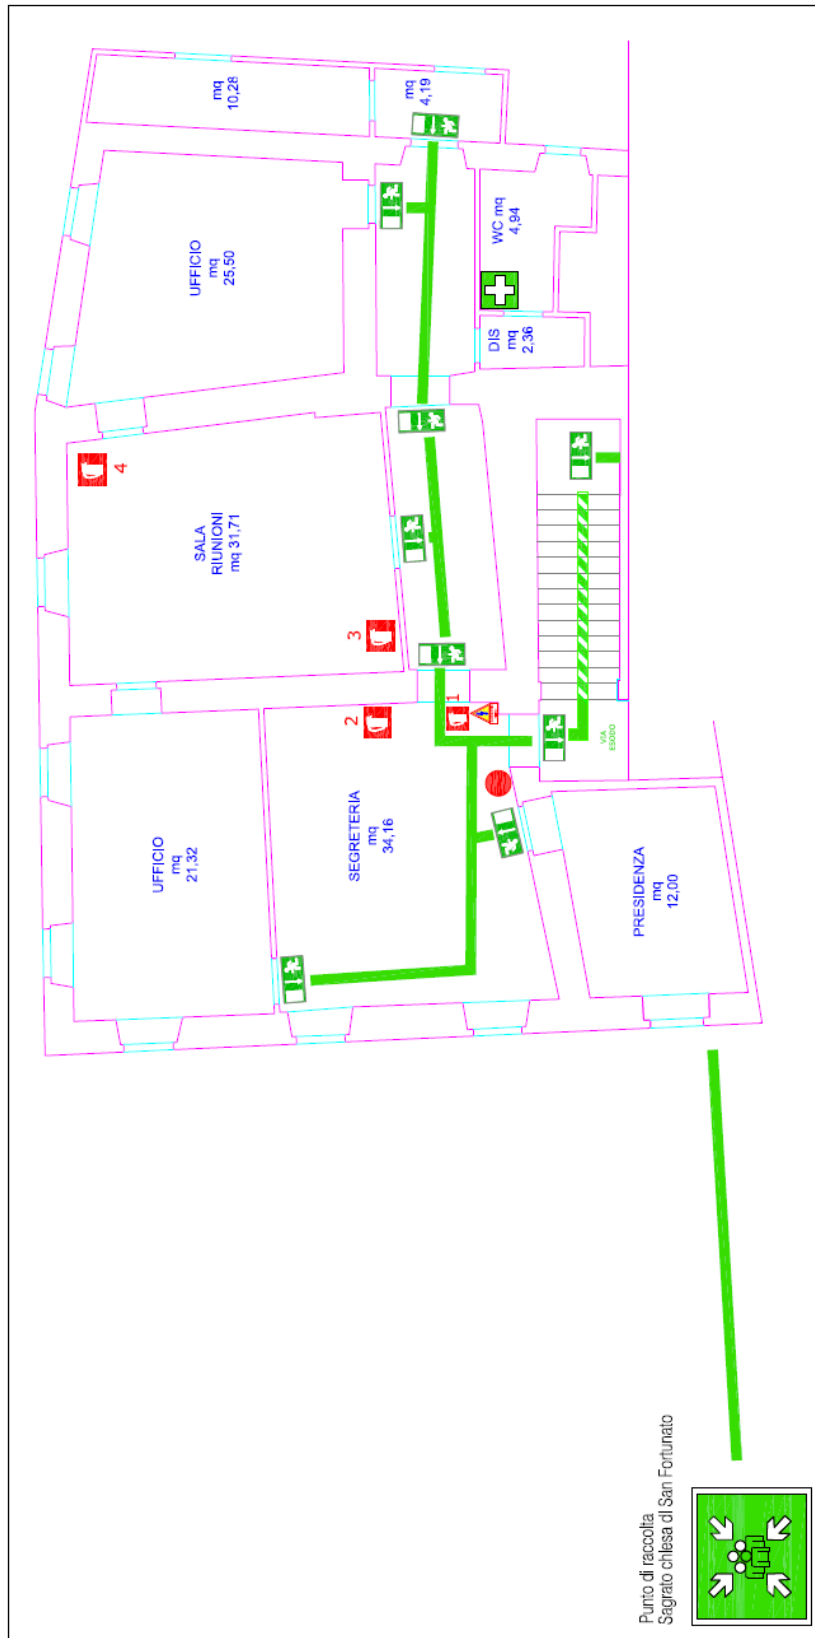 mq
10,28
mq
4,19
UFFICIO
mq
25,50
WC mq
4,94
DIS
mq
2,36
4
SALA
RIUNIONI
mq 31,71
3
2
1
UFFICIO
mq
21,32
SEGRETERIA
mq
34,16
VIA
ESODO
PRESIDENZA
mq
12,00
Punto di raccolta
Sagrato chiesa di San Fortunato